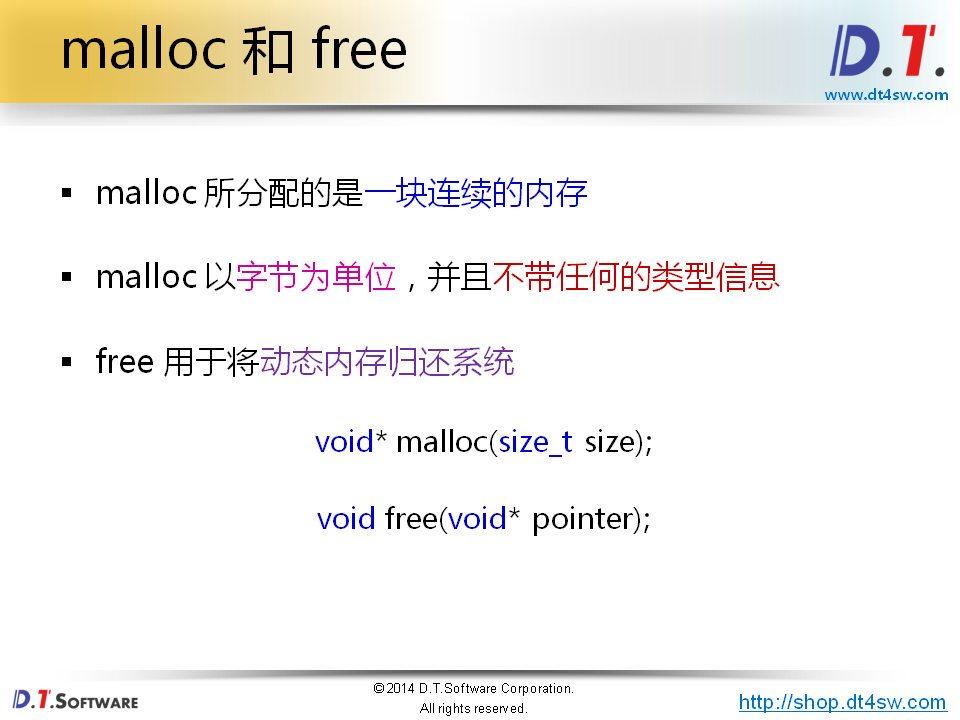 malloc 和 free
D.T.
www.dt4sw.com
▪ malloc 所分配的是一块连续的内存
▪ malloc 以字节为单位，并且不带任何的类型信息
▪ free 用于将动态内存归还系统
void* malloc(size_t size);
void free(void* pointer);
D.T.SOFTWARE
©2014 D.T.Software Corporation.
All rights reserved.
http://shop.dt4sw.com